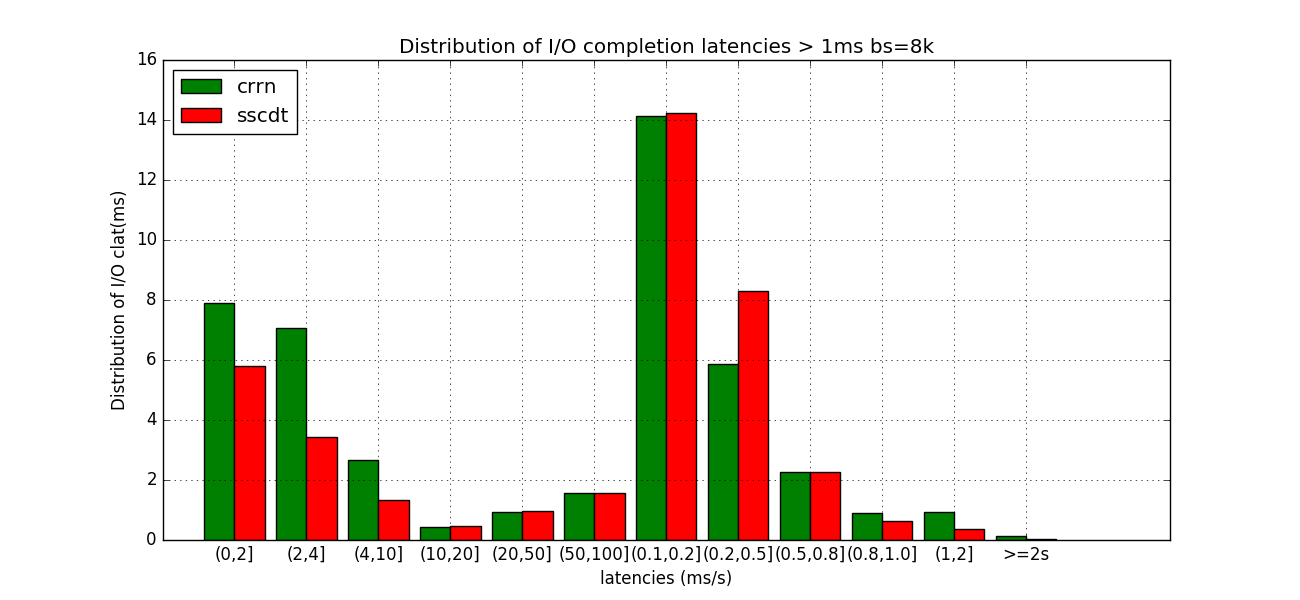 Distribution of I/O completion latencies > 1ms bs=8k
16
14
12
10
8
6
4
2
0
crrn
sscdt
Distribution of I/O clat(ms)
(0,2] (2,4] (4,10] (10,20] (20,50] (50,100] (0.1,0.2] (0.2,0.5] (0.5,0.8] (0.8,1.0] (1,2] >=2s
latencies (ms/s)